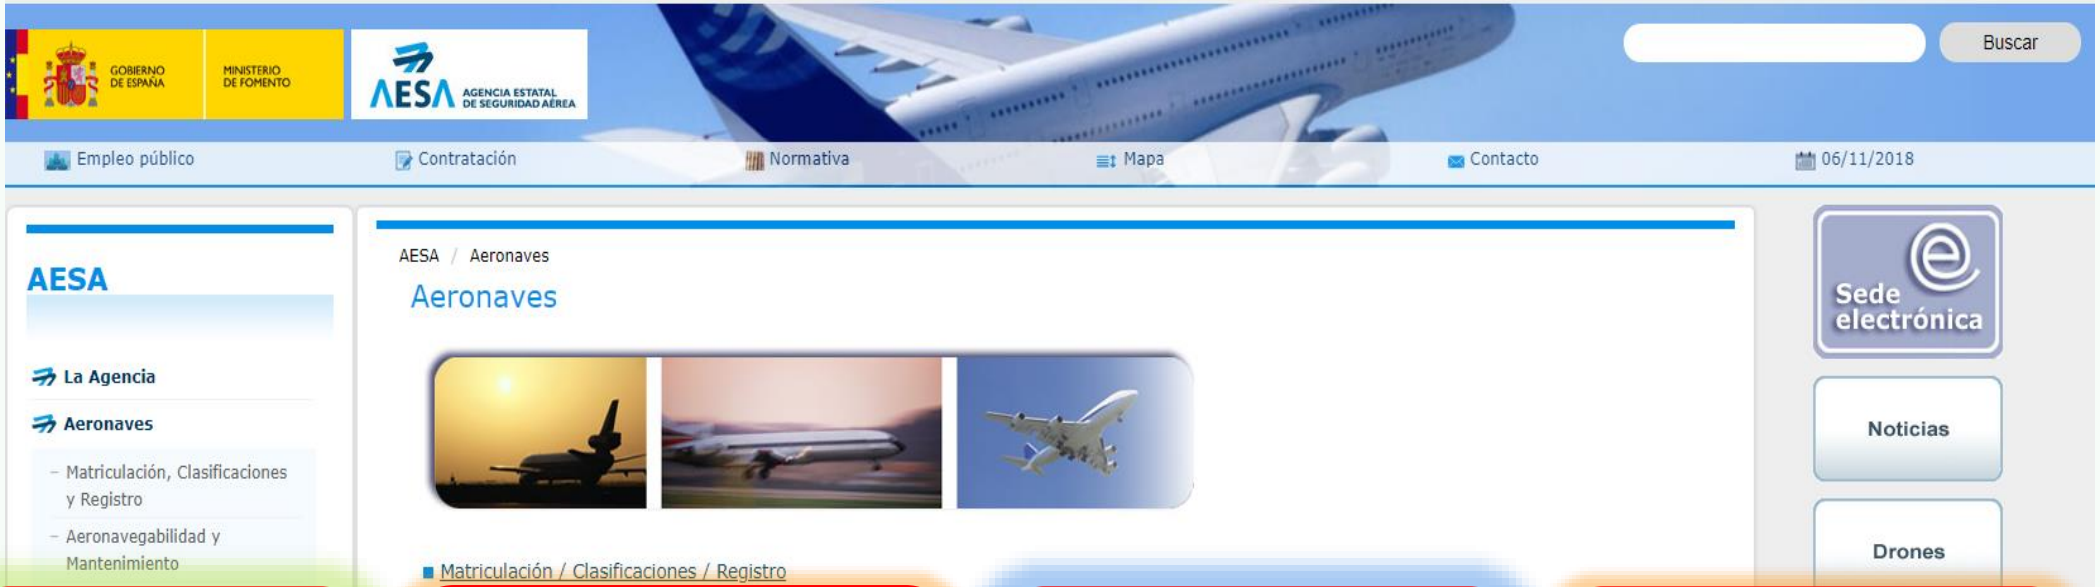 GOBIERNO
DE ESPAÑA
MINISTERIO
DE FOMENTO
AESA
AGENCIA ESTATAL
DE SEGURIDAD AÉREA
Buscar
Empleo público
Contratación
Normativa
Mapa
Contacto
06/11/2018
AESA
La Agencia
Aeronaves
– Matriculación, Clasificaciones
y Registro
– Aeronavegabilidad y
Mantenimiento
AESA / Aeronaves
Aeronaves
Matriculación / Clasificaciones / Registro
Sede
electrónica
Noticias
Drones